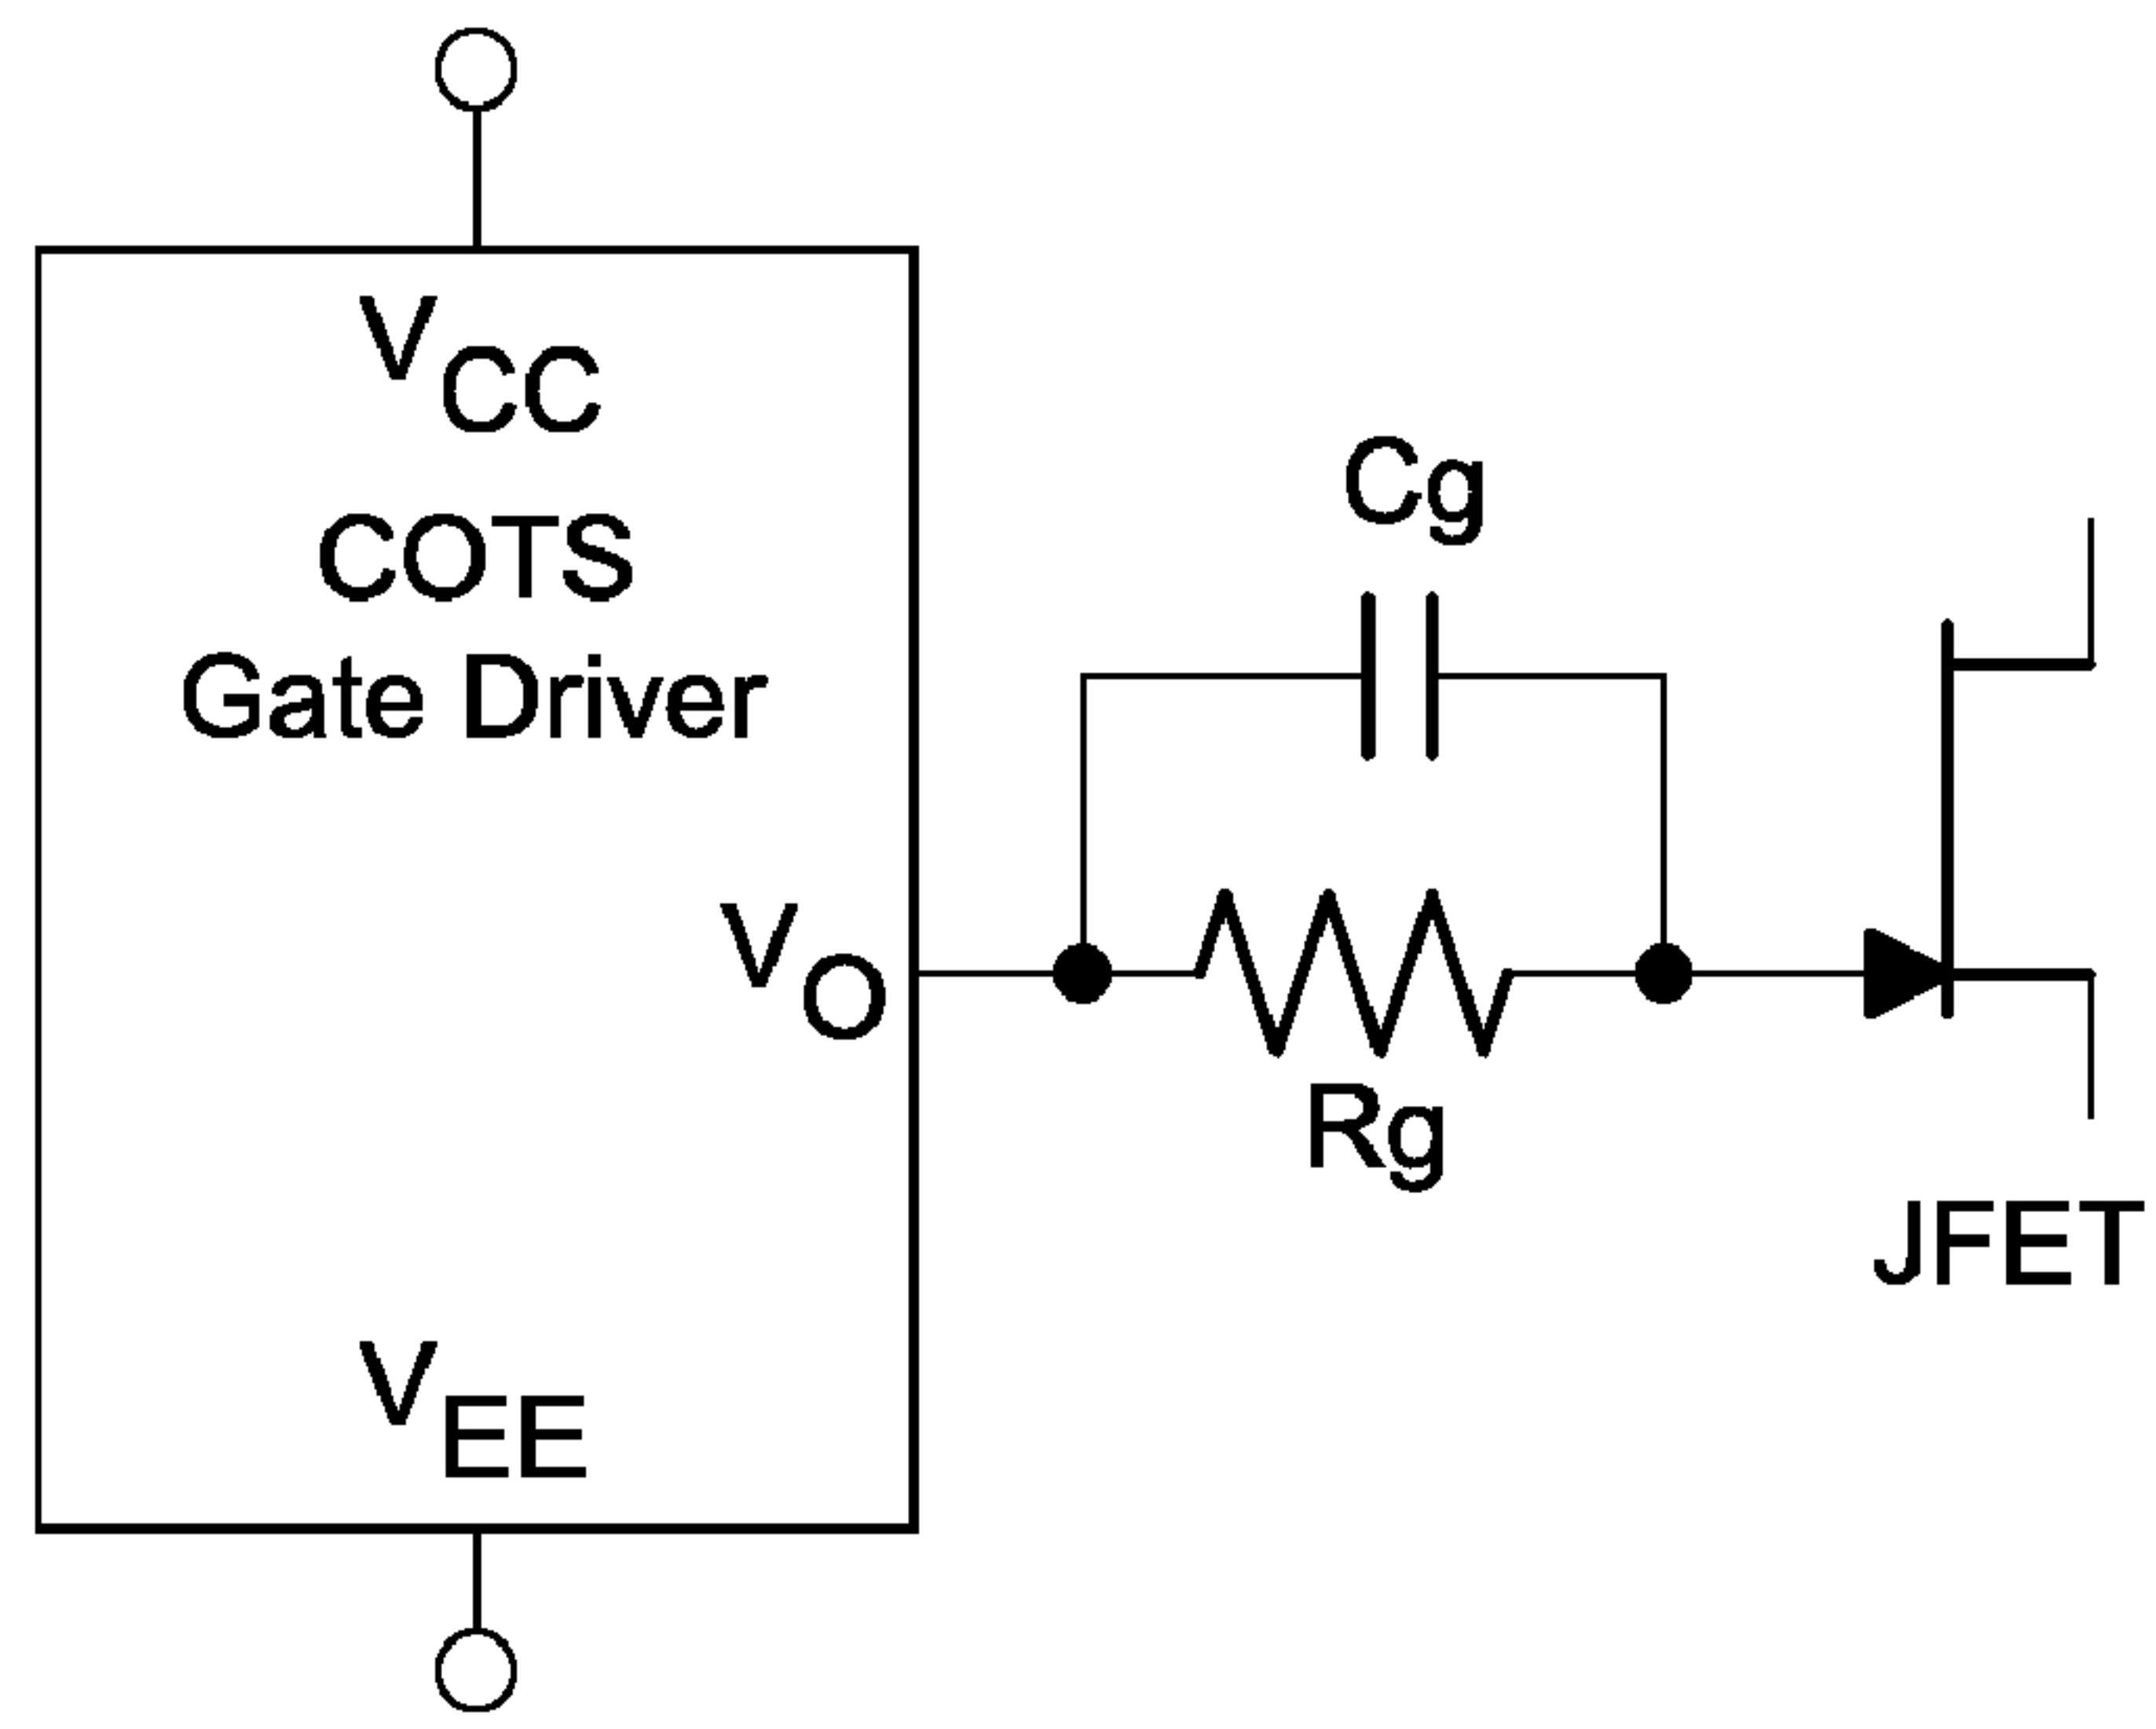 VCC
COTS
Gate Driver
Cg
VO
Rg
JFET
VEE